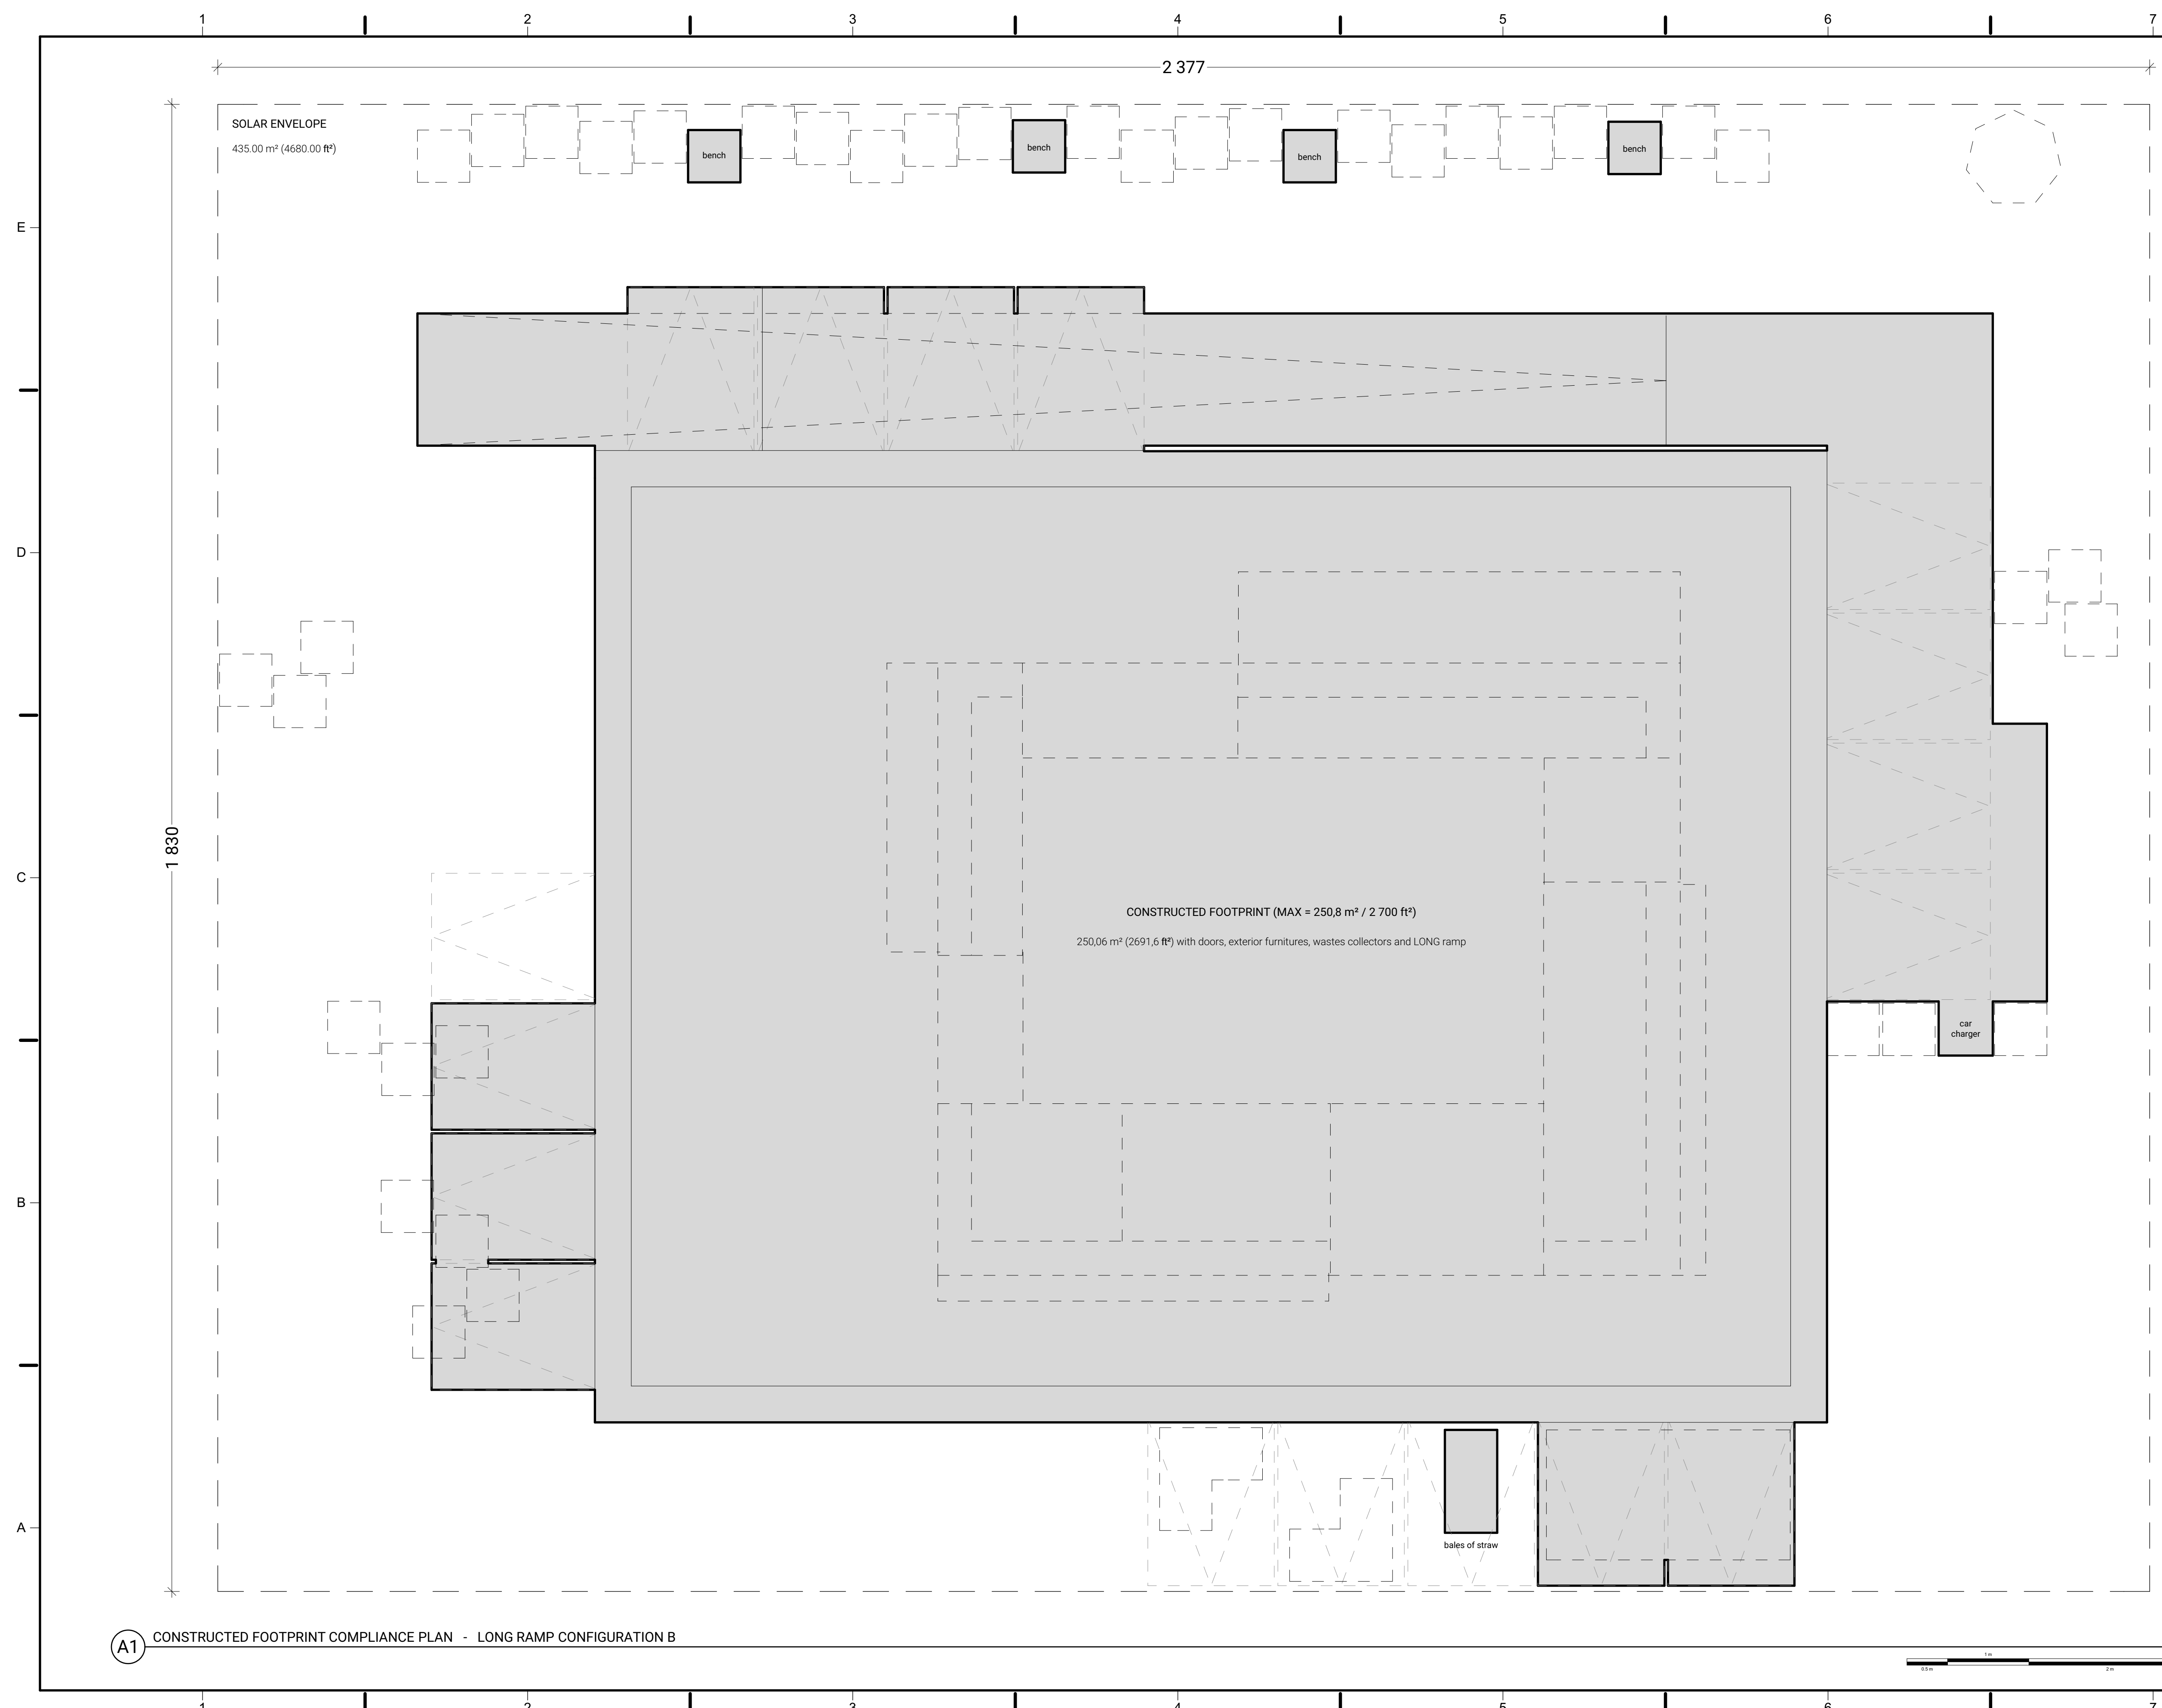 1 2 3 4 5 6 7
2 377
SOLAR ENVELOPE
435.00 m² (4680.00 ft²)
bench bench bench bench
E
D
1 830
C
CONSTRUCTED FOOTPRINT (MAX = 250,8 m² / 2 700 ft²)
250,06 m² (2691,6 ft²) with doors, exterior furnitures, wastes collectors and LONG ramp
car
charger
B
A
bales of straw
A1 CONSTRUCTED FOOTPRINT COMPLIANCE PLAN - LONG RAMP CONFIGURATION B
1 m
0.5 m 2 m
1 2 3 4 5 6 7